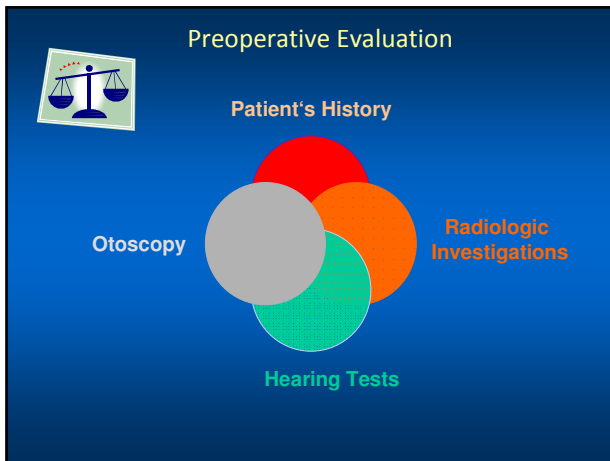 Preoperative Evaluation
Patient‘s History
Otoscopy
Radiologic
Investigations
Hearing Tests